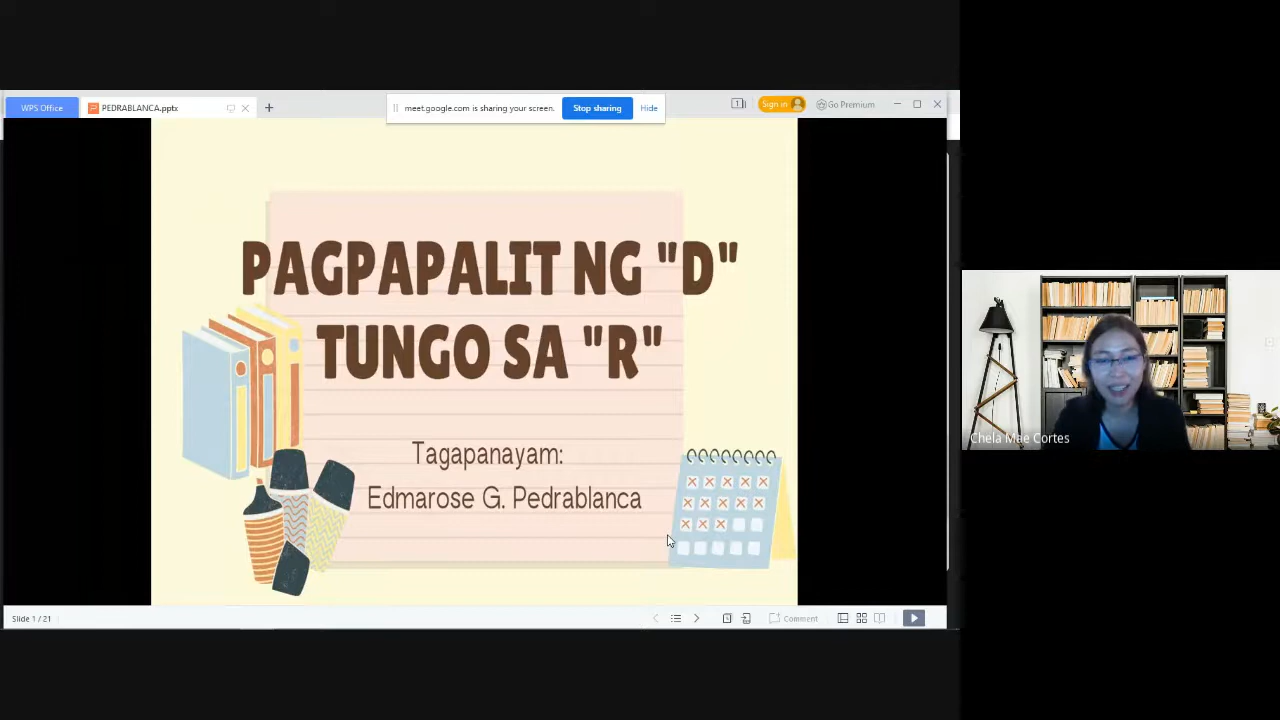 WPS Office
PEDRABLANCA.pptx
meet.google.com is sharing your screen.
Stop sharing
Hide
1
Sign in
Go Premium
PAGPAPALIT NG "D"
TUNGO SA "R"
Tagapanayam:
Edmarose G. Pedrablanca
Chela Mae Cortes
Slide 1 / 21
Comment